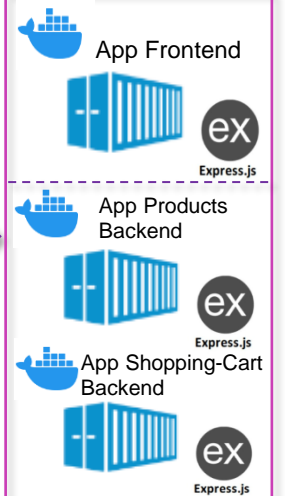 App Frontend
ex
Express.js
App Products
Backend
ex
Express.js
App Shopping-Cart
Backend
ex
Express.js